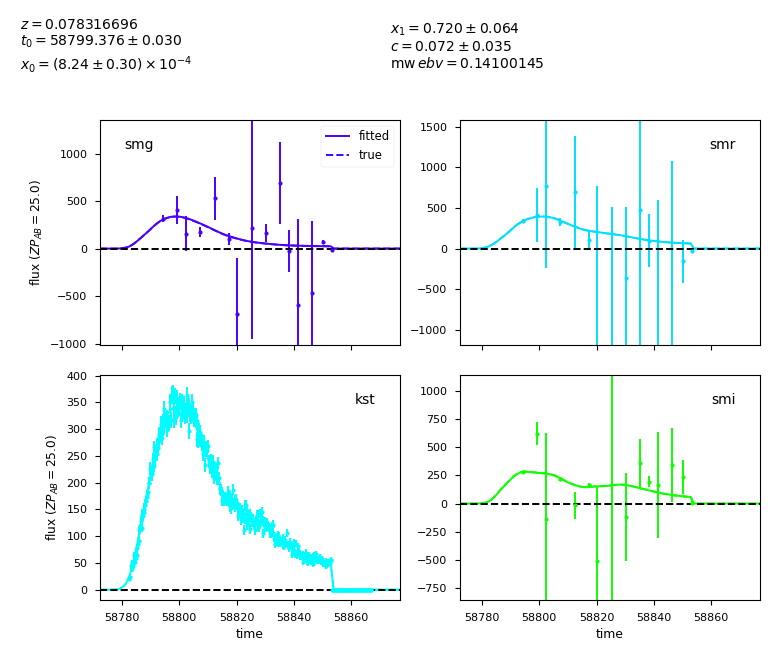 z = 0.078316696
t₀ = 58799.376 ± 0.030
x₀ = (8.24 ± 0.30) × 10⁻⁴
x₁ = 0.720 ± 0.064
c = 0.072 ± 0.035
mw ebv = 0.14100145
smg
fitted
true
1000
500
0
−500
−1000
flux (ZP_AB = 25.0)
smr
1500
1000
500
0
−500
−1000
kst
400
350
300
250
200
150
100
50
0
flux (ZP_AB = 25.0)
58780 58800 58820 58840 58860
time
smi
1000
750
500
250
0
−250
−500
−750
58780 58800 58820 58840 58860
time